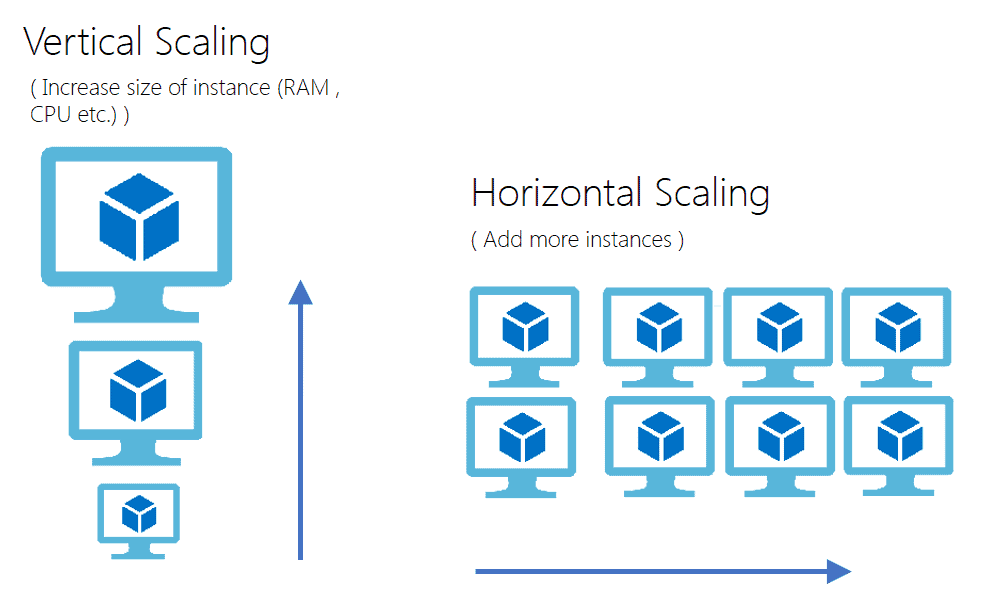 Vertical Scaling
( Increase size of instance (RAM ,
CPU etc.) )
Horizontal Scaling
( Add more instances )